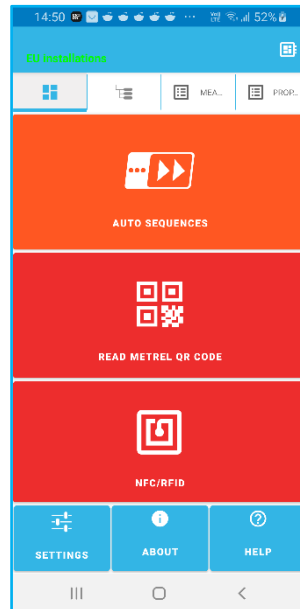 14:50 52%
EU Installations
MEA.. PROP..
AUTO SEQUENCES
READ METREL QR CODE
NFC/RFID
SETTINGS ABOUT HELP